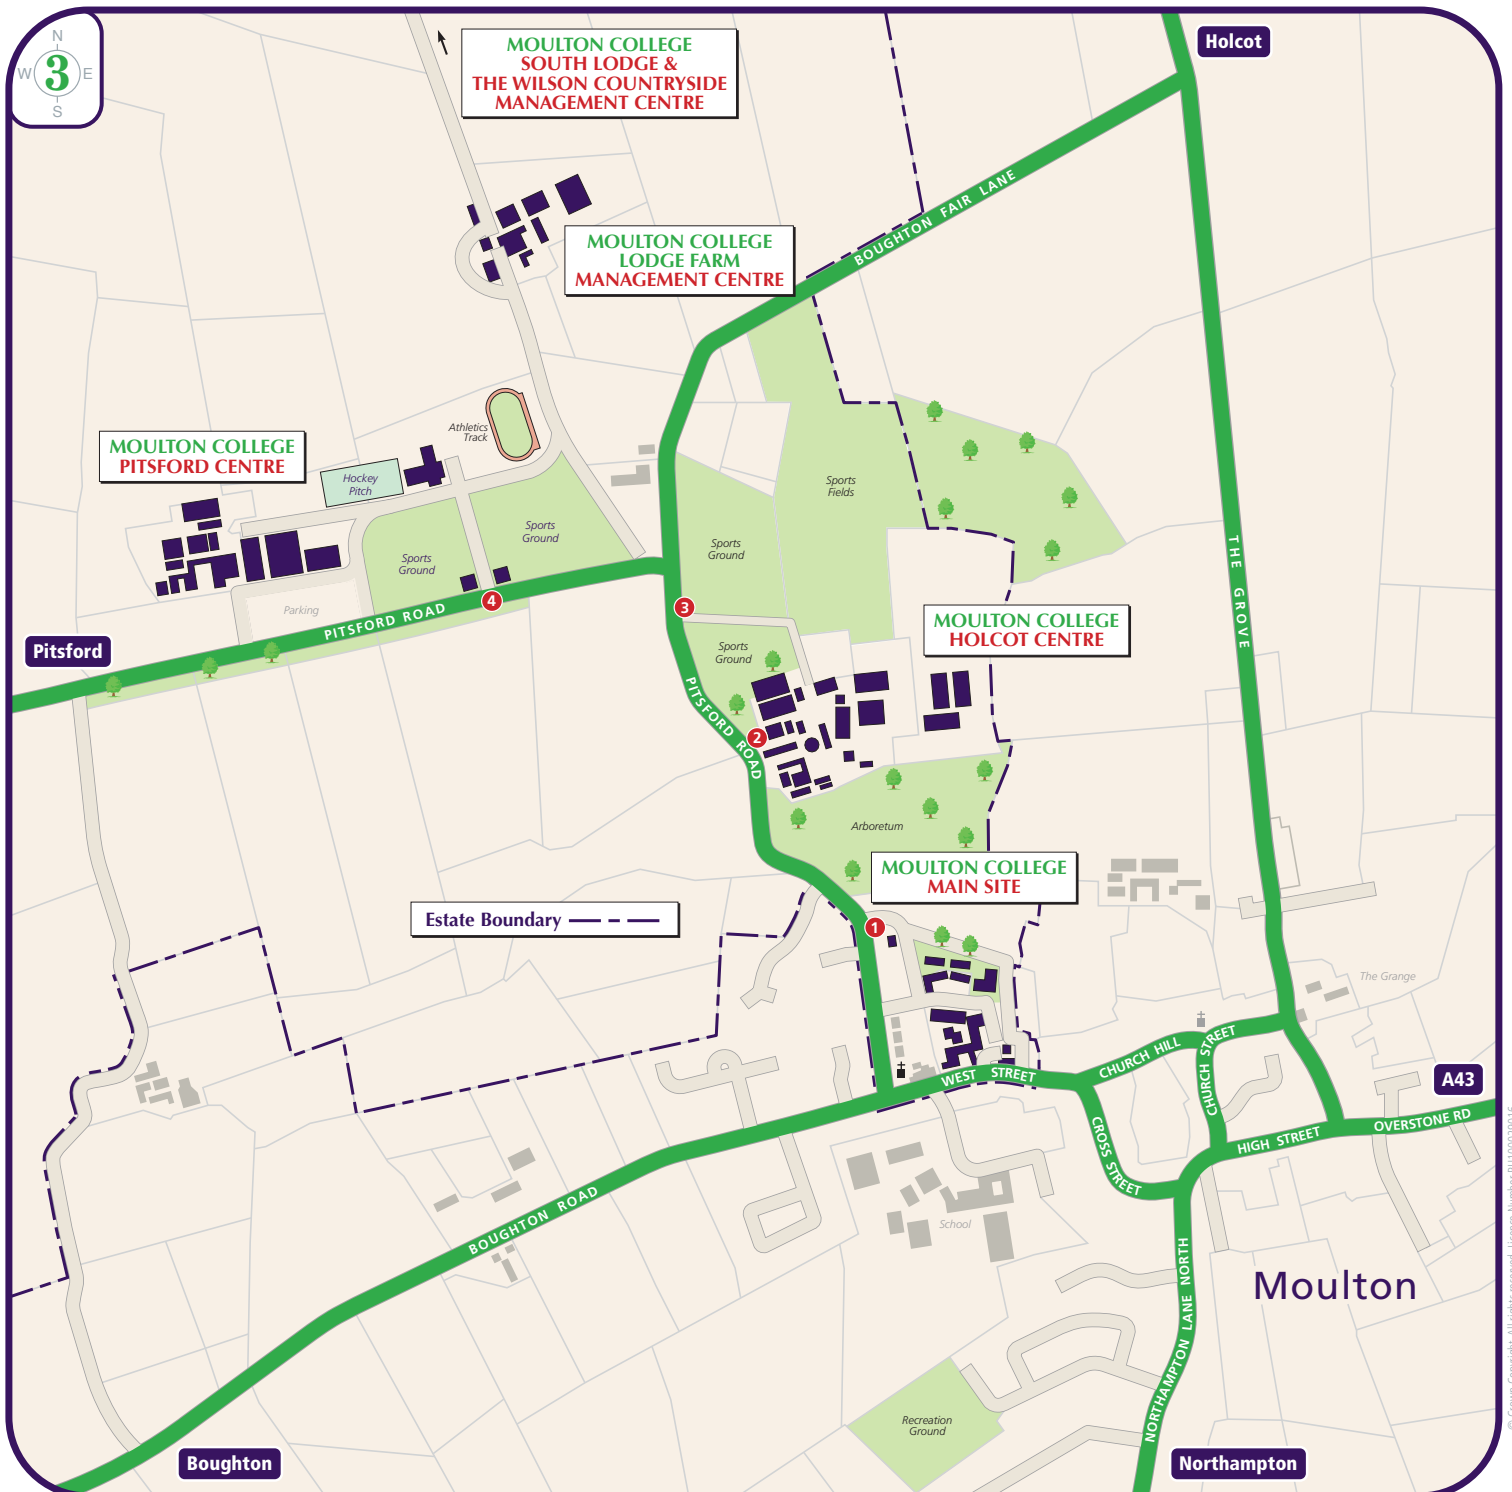 N
W 3 E
S
MOULTON COLLEGE
SOUTH LODGE &
THE WILSON COUNTRYSIDE
MANAGEMENT CENTRE
Holcot
BOUGHTON FAIR LANE
MOULTON COLLEGE
LODGE FARM
MANAGEMENT CENTRE
Athletics
Track
MOULTON COLLEGE
PITSFORD CENTRE
Hockey
Pitch
Sports
Fields
Sports
Ground
Sports
Ground
Sports
Ground
THE GROVE
Parking
PITSFORD ROAD
4
3
MOULTON COLLEGE
HOLCOT CENTRE
Pitsford
Sports
Ground
PITSFORD ROAD
2
Arboretum
MOULTON COLLEGE
MAIN SITE
Estate Boundary
1
The Grange
WEST STREET
CHURCH HILL
CHURCH STREET
A43
CROSS STREET
HIGH STREET
OVERSTONE RD
BOUGHTON ROAD
School
NORTHAMPTON LANE NORTH
Moulton
Recreation
Ground
Boughton
Northampton